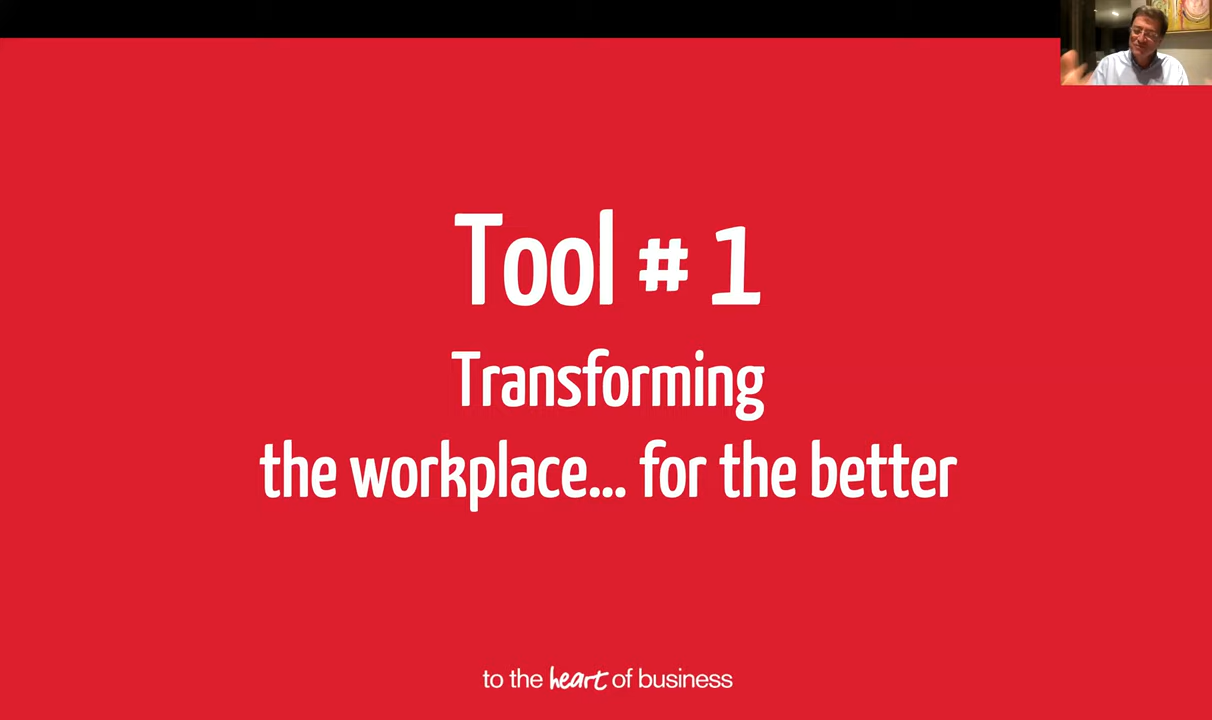 Tool # 1
Transforming
the workplace... for the better
to the heart of business